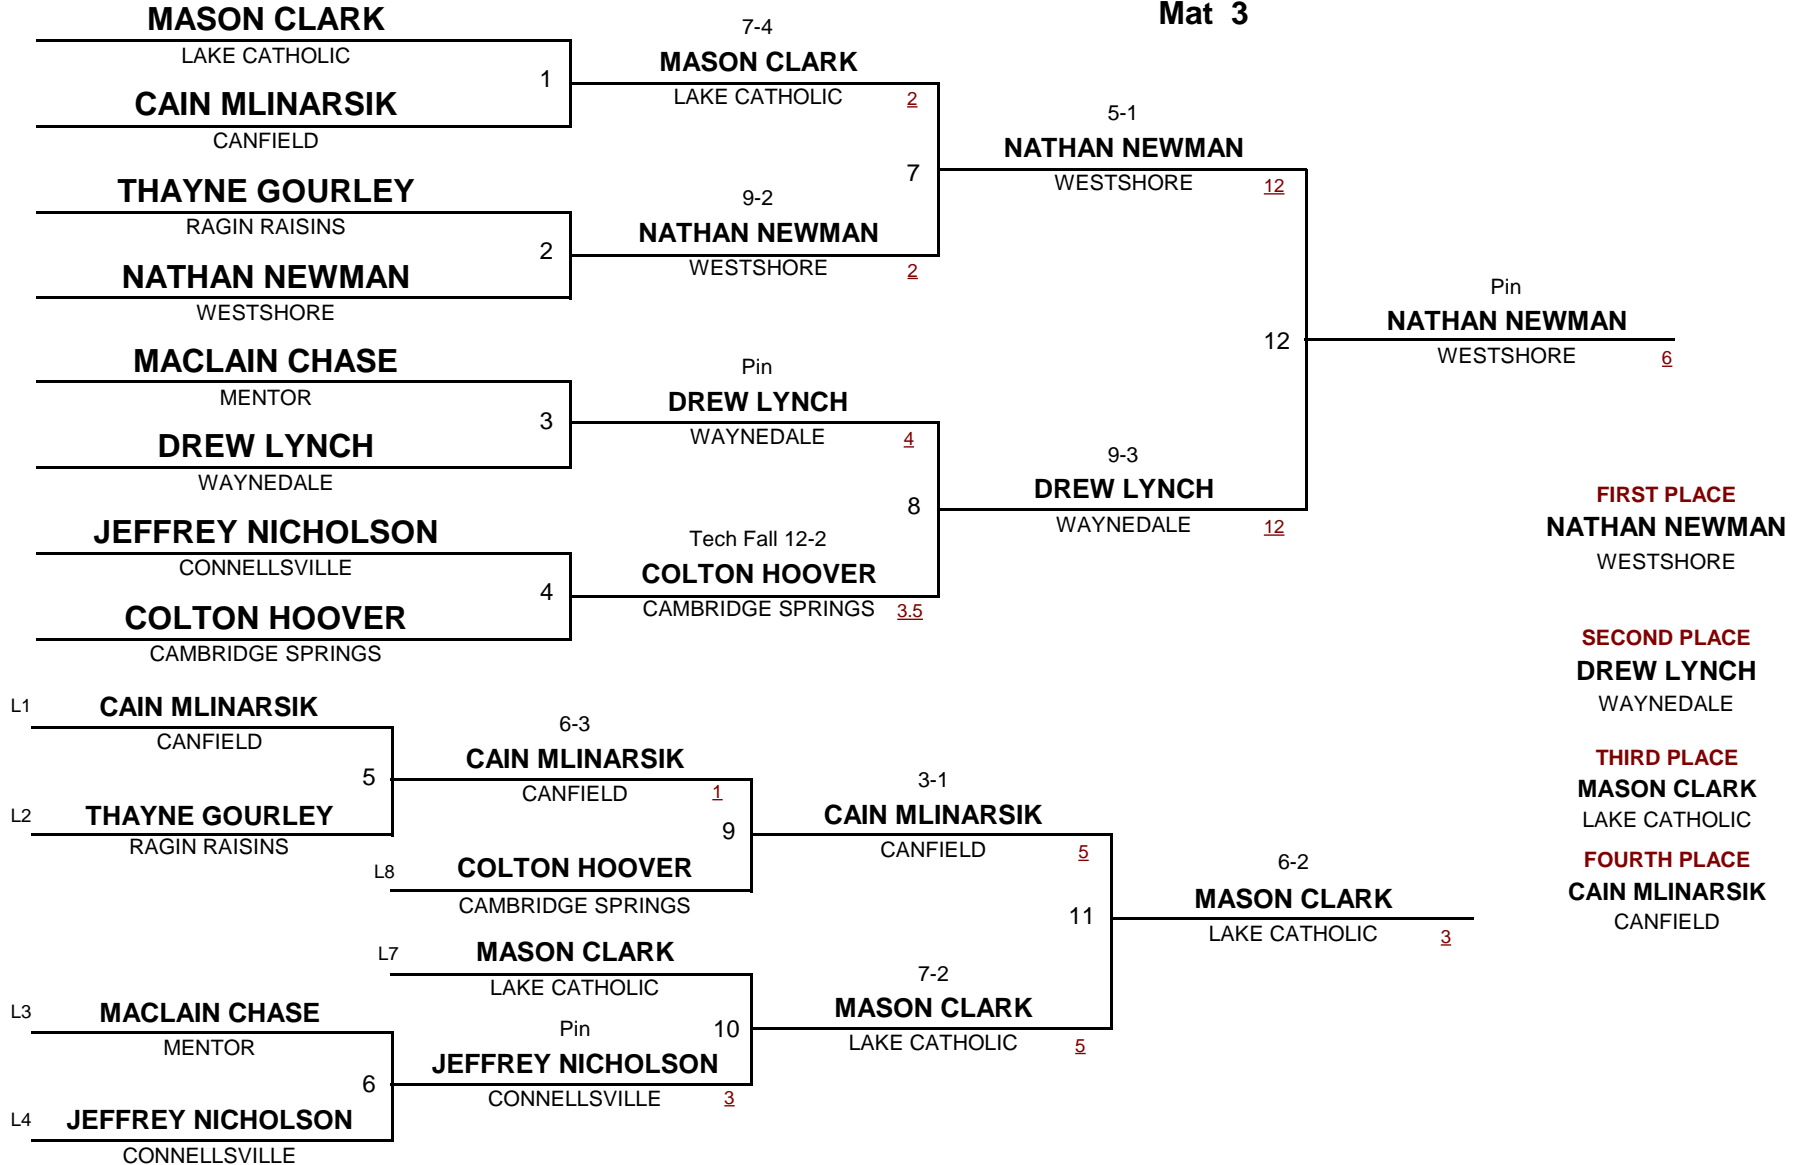 Mat 3
MASON CLARK
LAKE CATHOLIC
1
CAIN MLINARSIK
CANFIELD
7-4
MASON CLARK
LAKE CATHOLIC
2
THAYNE GOURLEY
RAGIN RAISINS
2
NATHAN NEWMAN
WESTSHORE
9-2
NATHAN NEWMAN
WESTSHORE
2
7
5-1
NATHAN NEWMAN
WESTSHORE
12
MACLAIN CHASE
MENTOR
3
DREW LYNCH
WAYNEDALE
Pin
DREW LYNCH
WAYNEDALE
4
JEFFREY NICHOLSON
CONNELLSVILLE
4
COLTON HOOVER
CAMBRIDGE SPRINGS
Tech Fall 12-2
COLTON HOOVER
CAMBRIDGE SPRINGS
3.5
8
9-3
DREW LYNCH
WAYNEDALE
12
12
Pin
NATHAN NEWMAN
WESTSHORE
6
L1
CAIN MLINARSIK
CANFIELD
5
L2
THAYNE GOURLEY
RAGIN RAISINS
6-3
CAIN MLINARSIK
CANFIELD
1
9
L8
COLTON HOOVER
CAMBRIDGE SPRINGS
3-1
CAIN MLINARSIK
CANFIELD
5
L7
MASON CLARK
LAKE CATHOLIC
10
L3
MACLAIN CHASE
MENTOR
6
L4
JEFFREY NICHOLSON
CONNELLSVILLE
Pin
JEFFREY NICHOLSON
CONNELLSVILLE
3
7-2
MASON CLARK
LAKE CATHOLIC
5
11
6-2
MASON CLARK
LAKE CATHOLIC
3
FIRST PLACE
NATHAN NEWMAN
WESTSHORE
SECOND PLACE
DREW LYNCH
WAYNEDALE
THIRD PLACE
MASON CLARK
LAKE CATHOLIC
FOURTH PLACE
CAIN MLINARSIK
CANFIELD